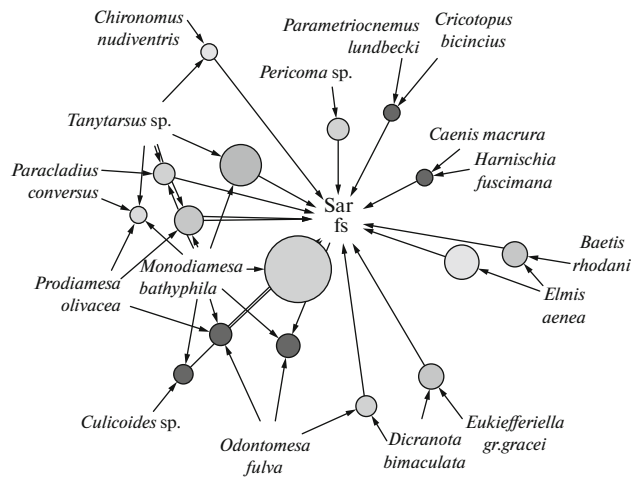 Chironomus
nudiventris
Parametriocnemus
lundbecki
Cricotopus
bicincius
Pericoma sp.
Tanytarsus sp.
Caenis macrura
Harnischia
fuscimana
Paracladius
conversus
Sar
fs
Baetis
rhodani
Monodiamesa
bathyphila
Prodiamesa
olivacea
Elmis
aenea
Culicoides sp.
Odontomesa
fulva
Dicranota
bimaculata
Eukiefferiella
gr.gracei